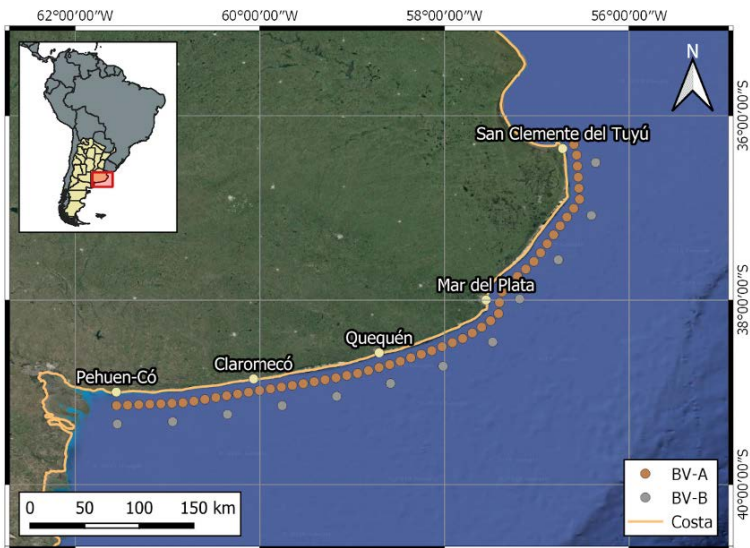 62°00'00"W 60°00'00"W 58°00'00"W 56°00'00"W
N
36°00'00"S
San Clemente del Tuyú
Mar del Plata
38°00'00"S
Quequén
Claromecó
Pehuen-Có
BV-A
BV-B
Costa
40°00'00"S
0 50 100 150 km